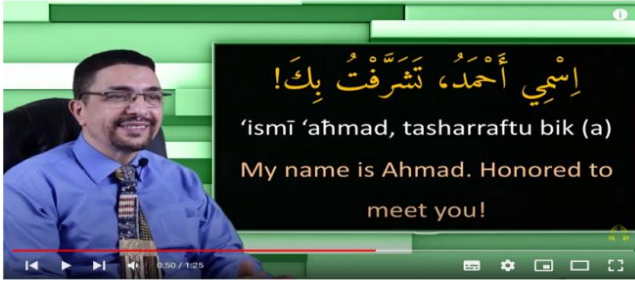 اِسْمِي أَحْمَدُ، تَشَرَّفْتُ بِكَ!
‘ismī ‘aħmad, tasharraftu bik (a)
My name is Ahmad. Honored to
meet you!
0:50 / 1:25